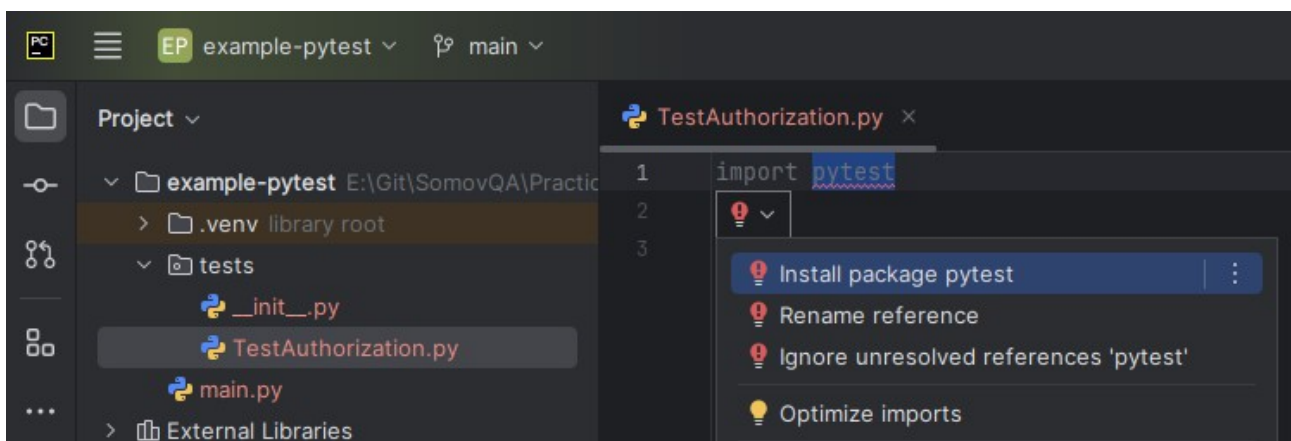 PC
EP example-pytest main
Project
TestAuthorization.py
example-pytest E:\Git\SomovQA\Practic
.venv library root
tests
__init__.py
TestAuthorization.py
main.py
External Libraries
1 import pytest
2
3
Install package pytest
Rename reference
Ignore unresolved references 'pytest'
Optimize imports